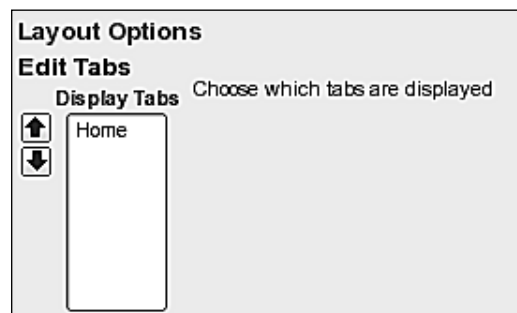 Layout Options
Edit Tabs
Display Tabs
Choose which tabs are displayed
Home